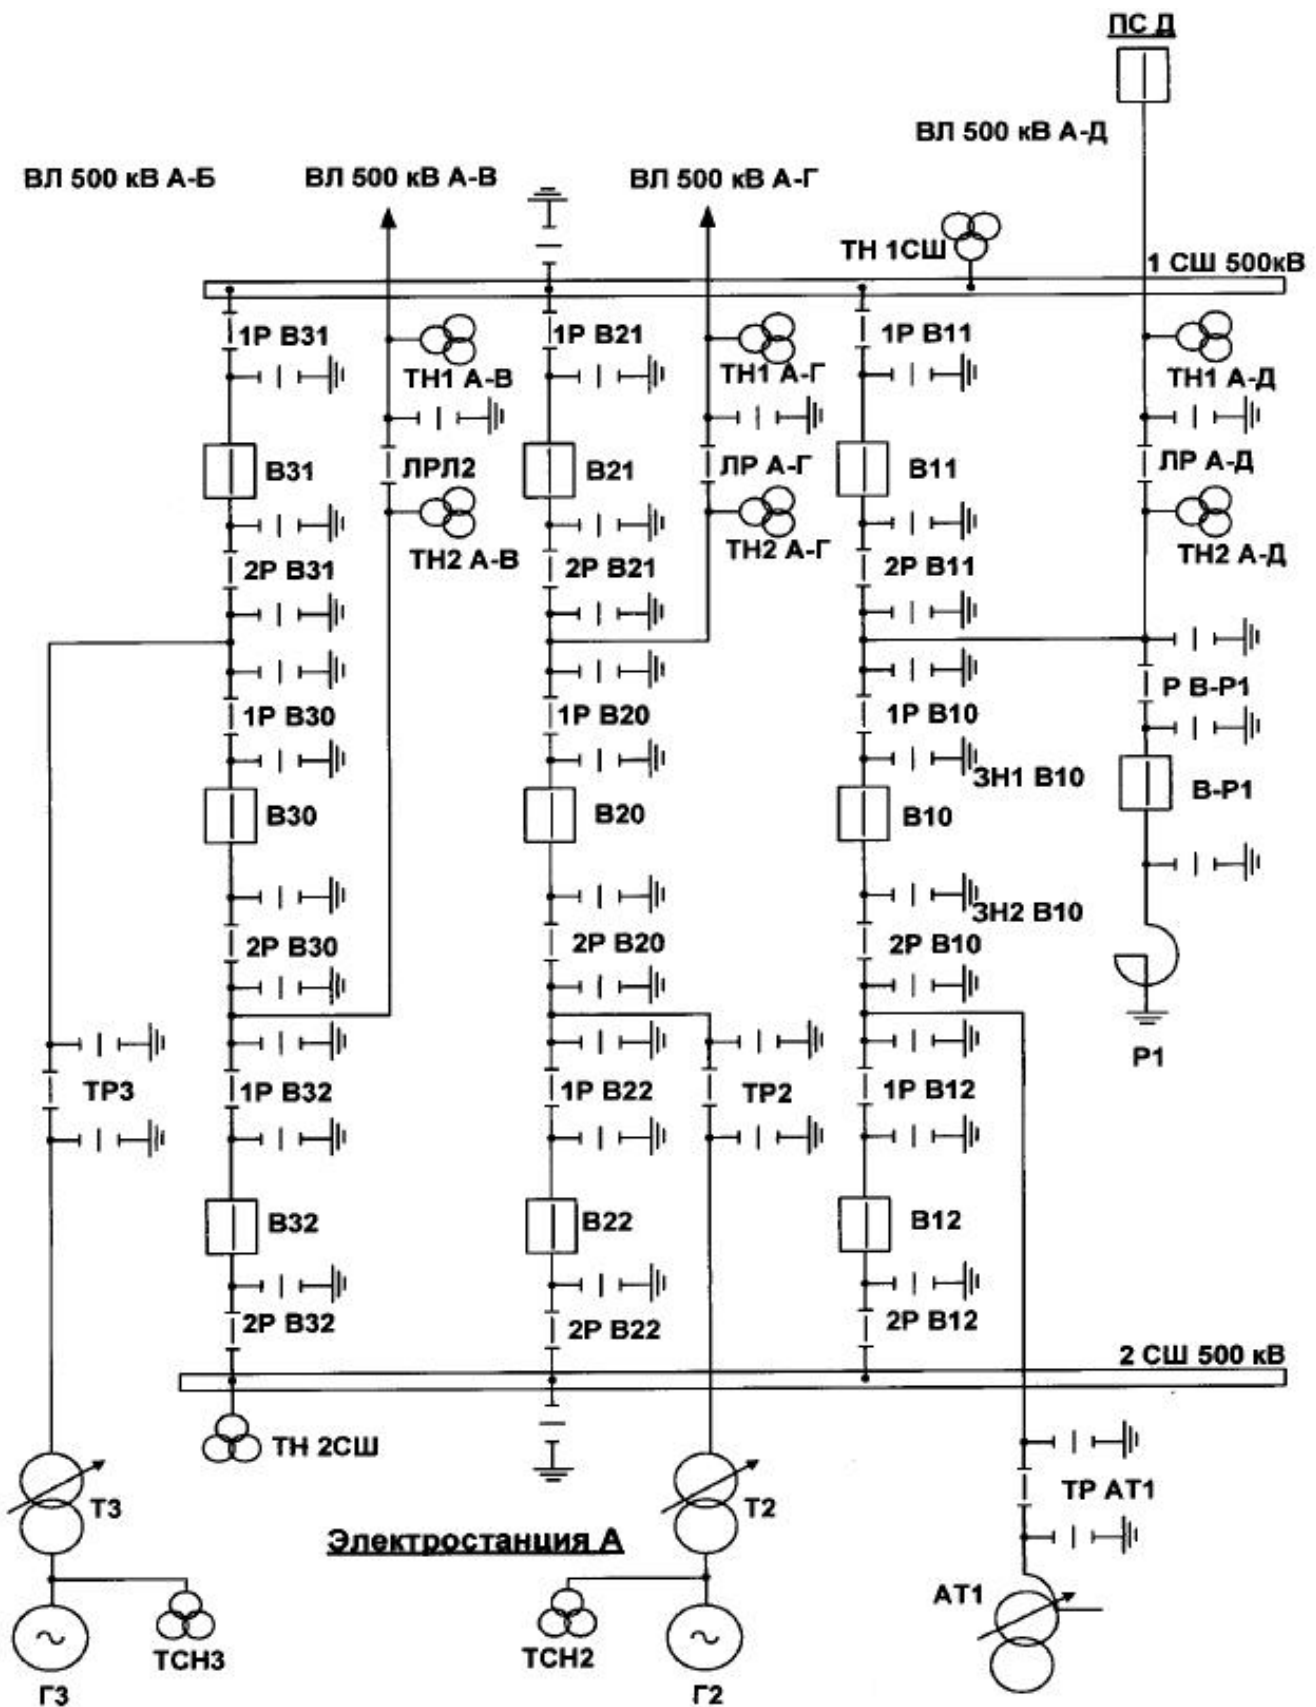 ПС Д
ВЛ 500 кВ А-Д
ВЛ 500 кВ А-Б
ВЛ 500 кВ А-В
ВЛ 500 кВ А-Г
ТН 1СШ
1 СШ 500кВ
1Р В31
1Р В21
1Р В11
ТН1 А-В
ТН1 А-Г
ТН1 А-Д
В31
ЛРЛ2
В21
ЛР А-Г
В11
ЛР А-Д
ТН2 А-В
ТН2 А-Г
ТН2 А-Д
2Р В31
2Р В21
2Р В11
Р В-Р1
1Р В30
1Р В20
1Р В10
ЗН1 В10
В-Р1
В30
В20
В10
ЗН2 В10
2Р В30
2Р В20
2Р В10
Р1
ТР3
1Р В32
1Р В22
ТР2
1Р В12
В32
В22
В12
2Р В32
2Р В22
2Р В12
2 СШ 500 кВ
ТН 2СШ
ТР АТ1
Т3
Т2
Электростанция А
АТ1
~
~
ТСН3
ТСН2
Г3
Г2